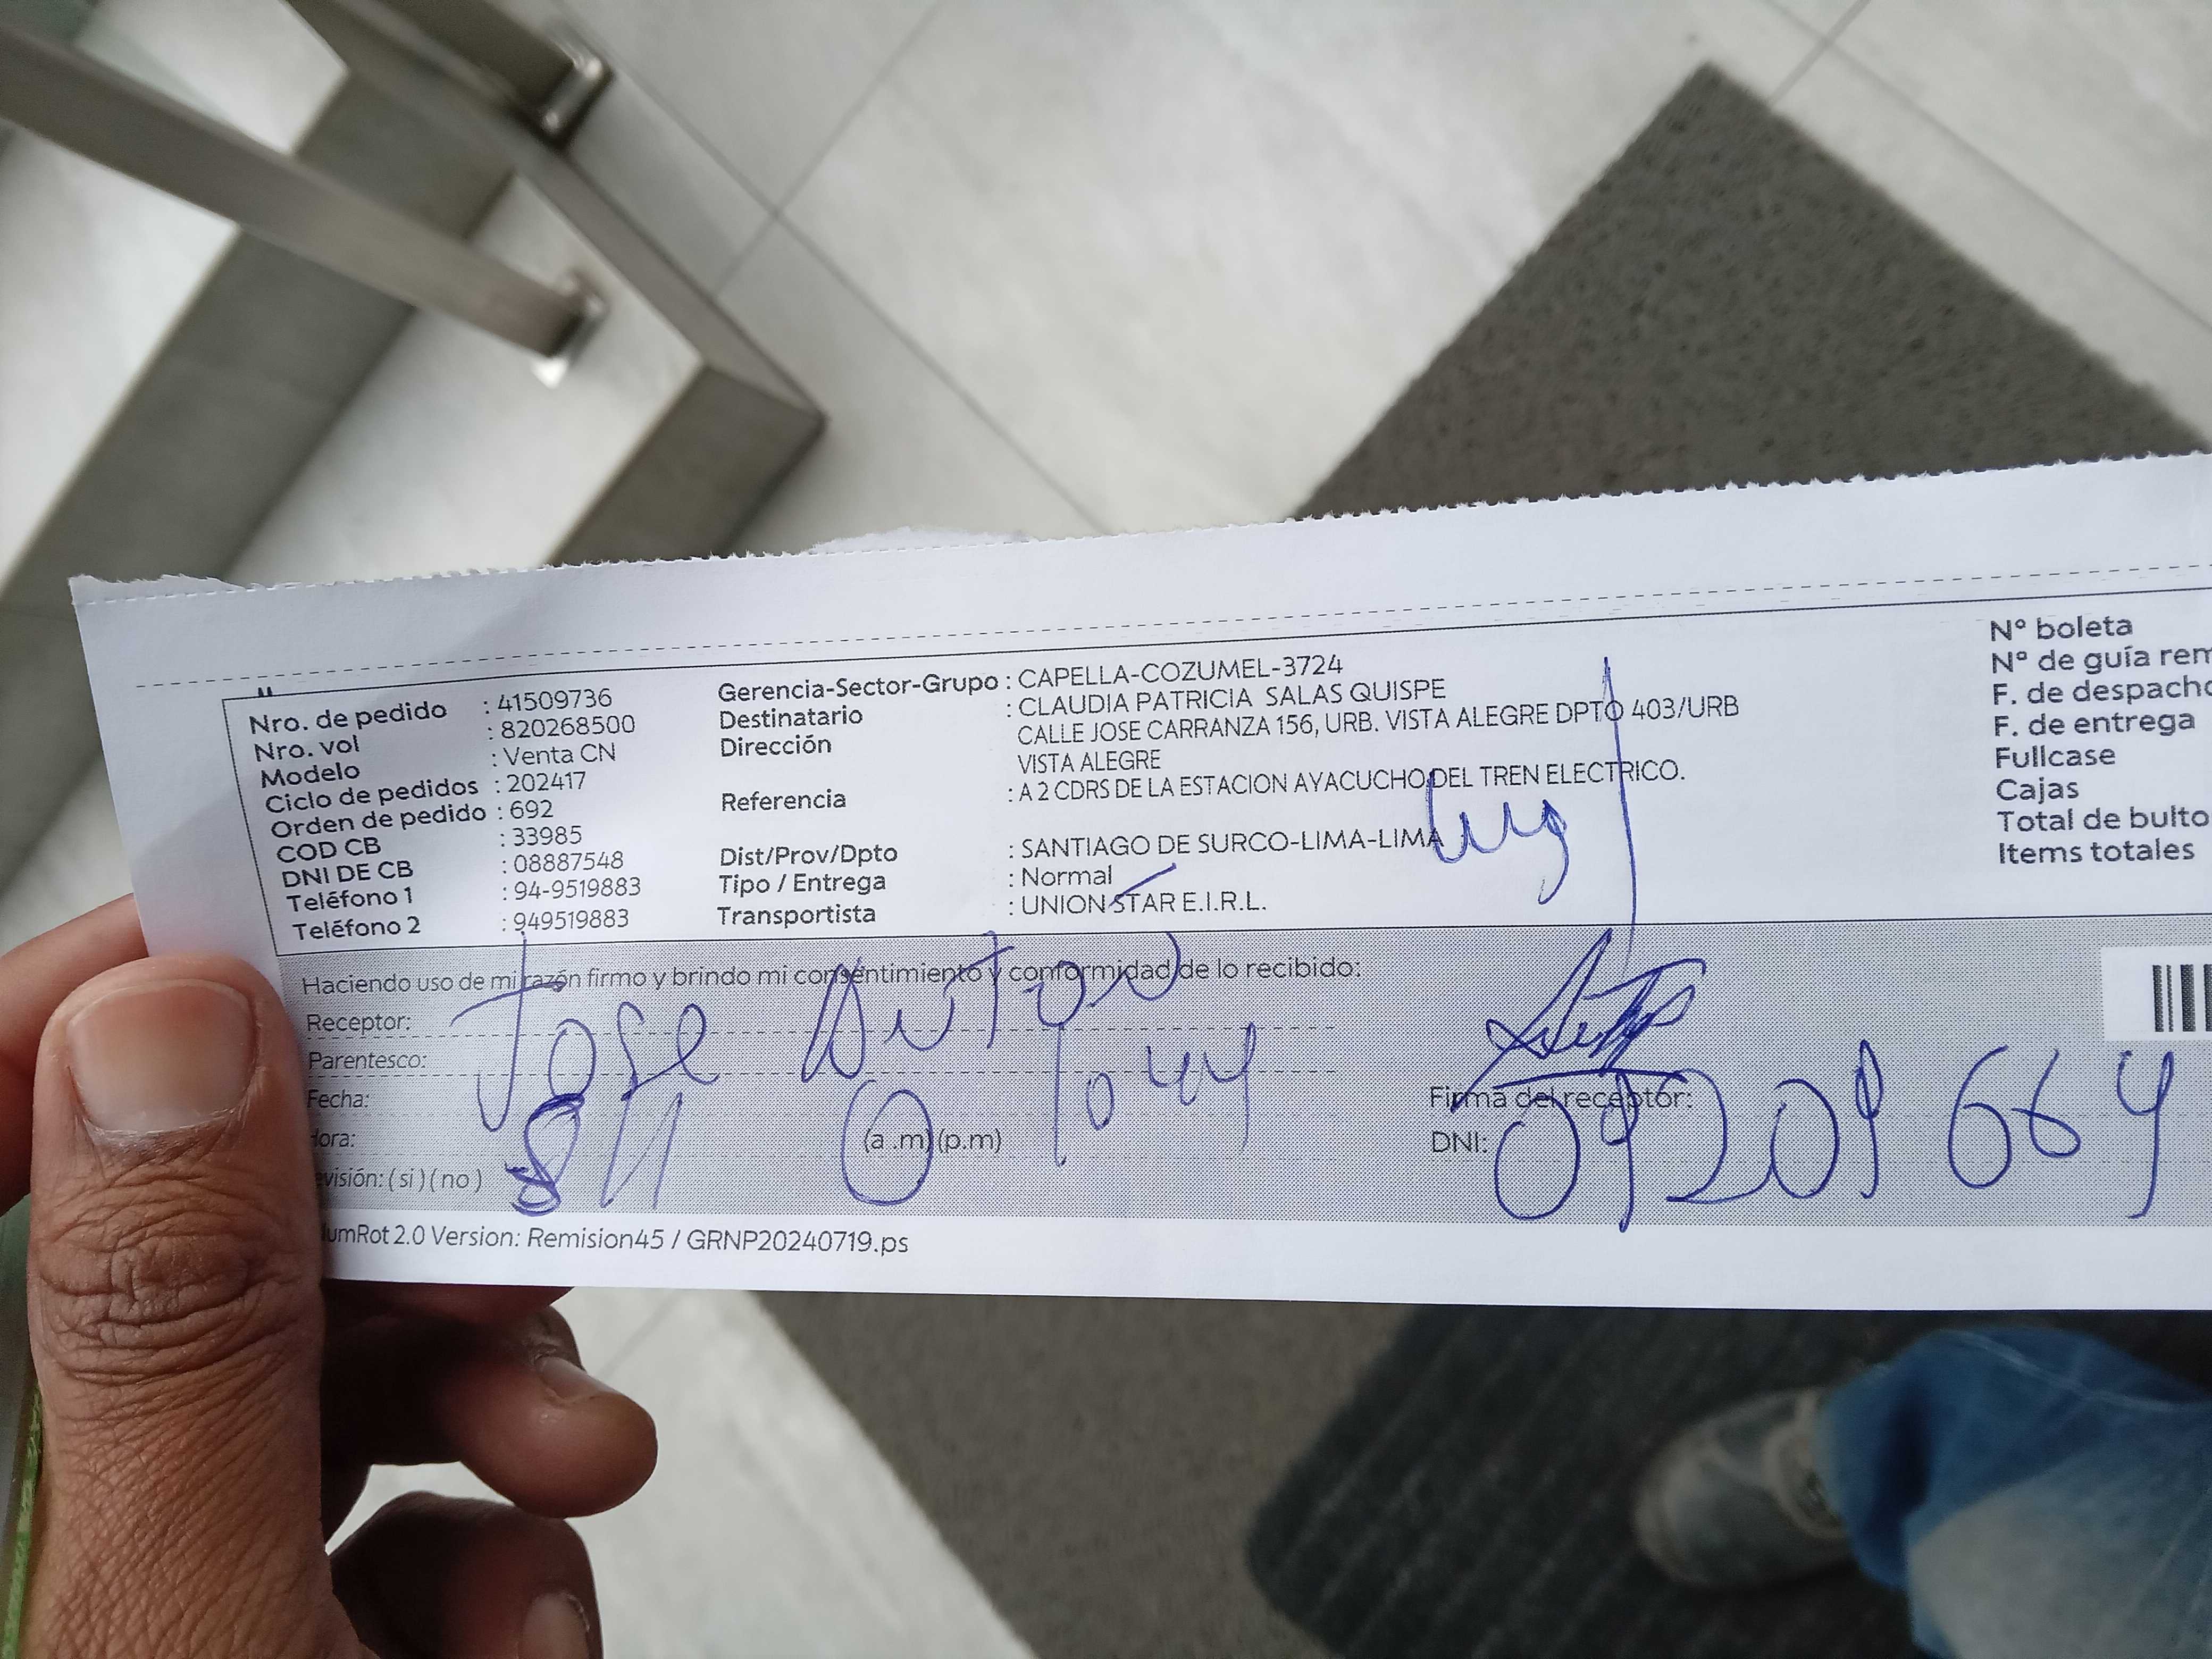 Nro. de pedido : 41509736
Nro. vol : 820268500
Modelo : Venta CN
Ciclo de pedidos : 202417
Orden de pedido : 692
COD CB : 33985
DNI DE CB : 08887548
Teléfono 1 : 94-9519883
Teléfono 2 : 949519883
Gerencia-Sector-Grupo : CAPELLA-COZUMEL-3724
Destinatario : CLAUDIA PATRICIA SALAS QUISPE
Dirección : CALLE JOSE CARRANZA 156, URB. VISTA ALEGRE DPTO 403/URB
VISTA ALEGRE
Referencia : A 2 CDRS DE LA ESTACION AYACUCHO DEL TREN ELECTRICO.
Dist/Prov/Dpto : SANTIAGO DE SURCO-LIMA-LIMA
Tipo / Entrega : Normal
Transportista : UNION STAR E.I.R.L.
N° boleta
N° de guía rem
F. de despacho
F. de entrega
Fullcase
Cajas
Total de bulto
Items totales
Haciendo uso de mi razón firmo y brindo mi consentimiento y conformidad de lo recibido:
Receptor: Jose
Parentesco:
Fecha:
Hora: (a .m) (p.m)
evisión: ( si ) ( no )
Firma del receptor:
DNI: 09209664
umRot 2.0 Version: Remision45 / GRNP20240719.ps